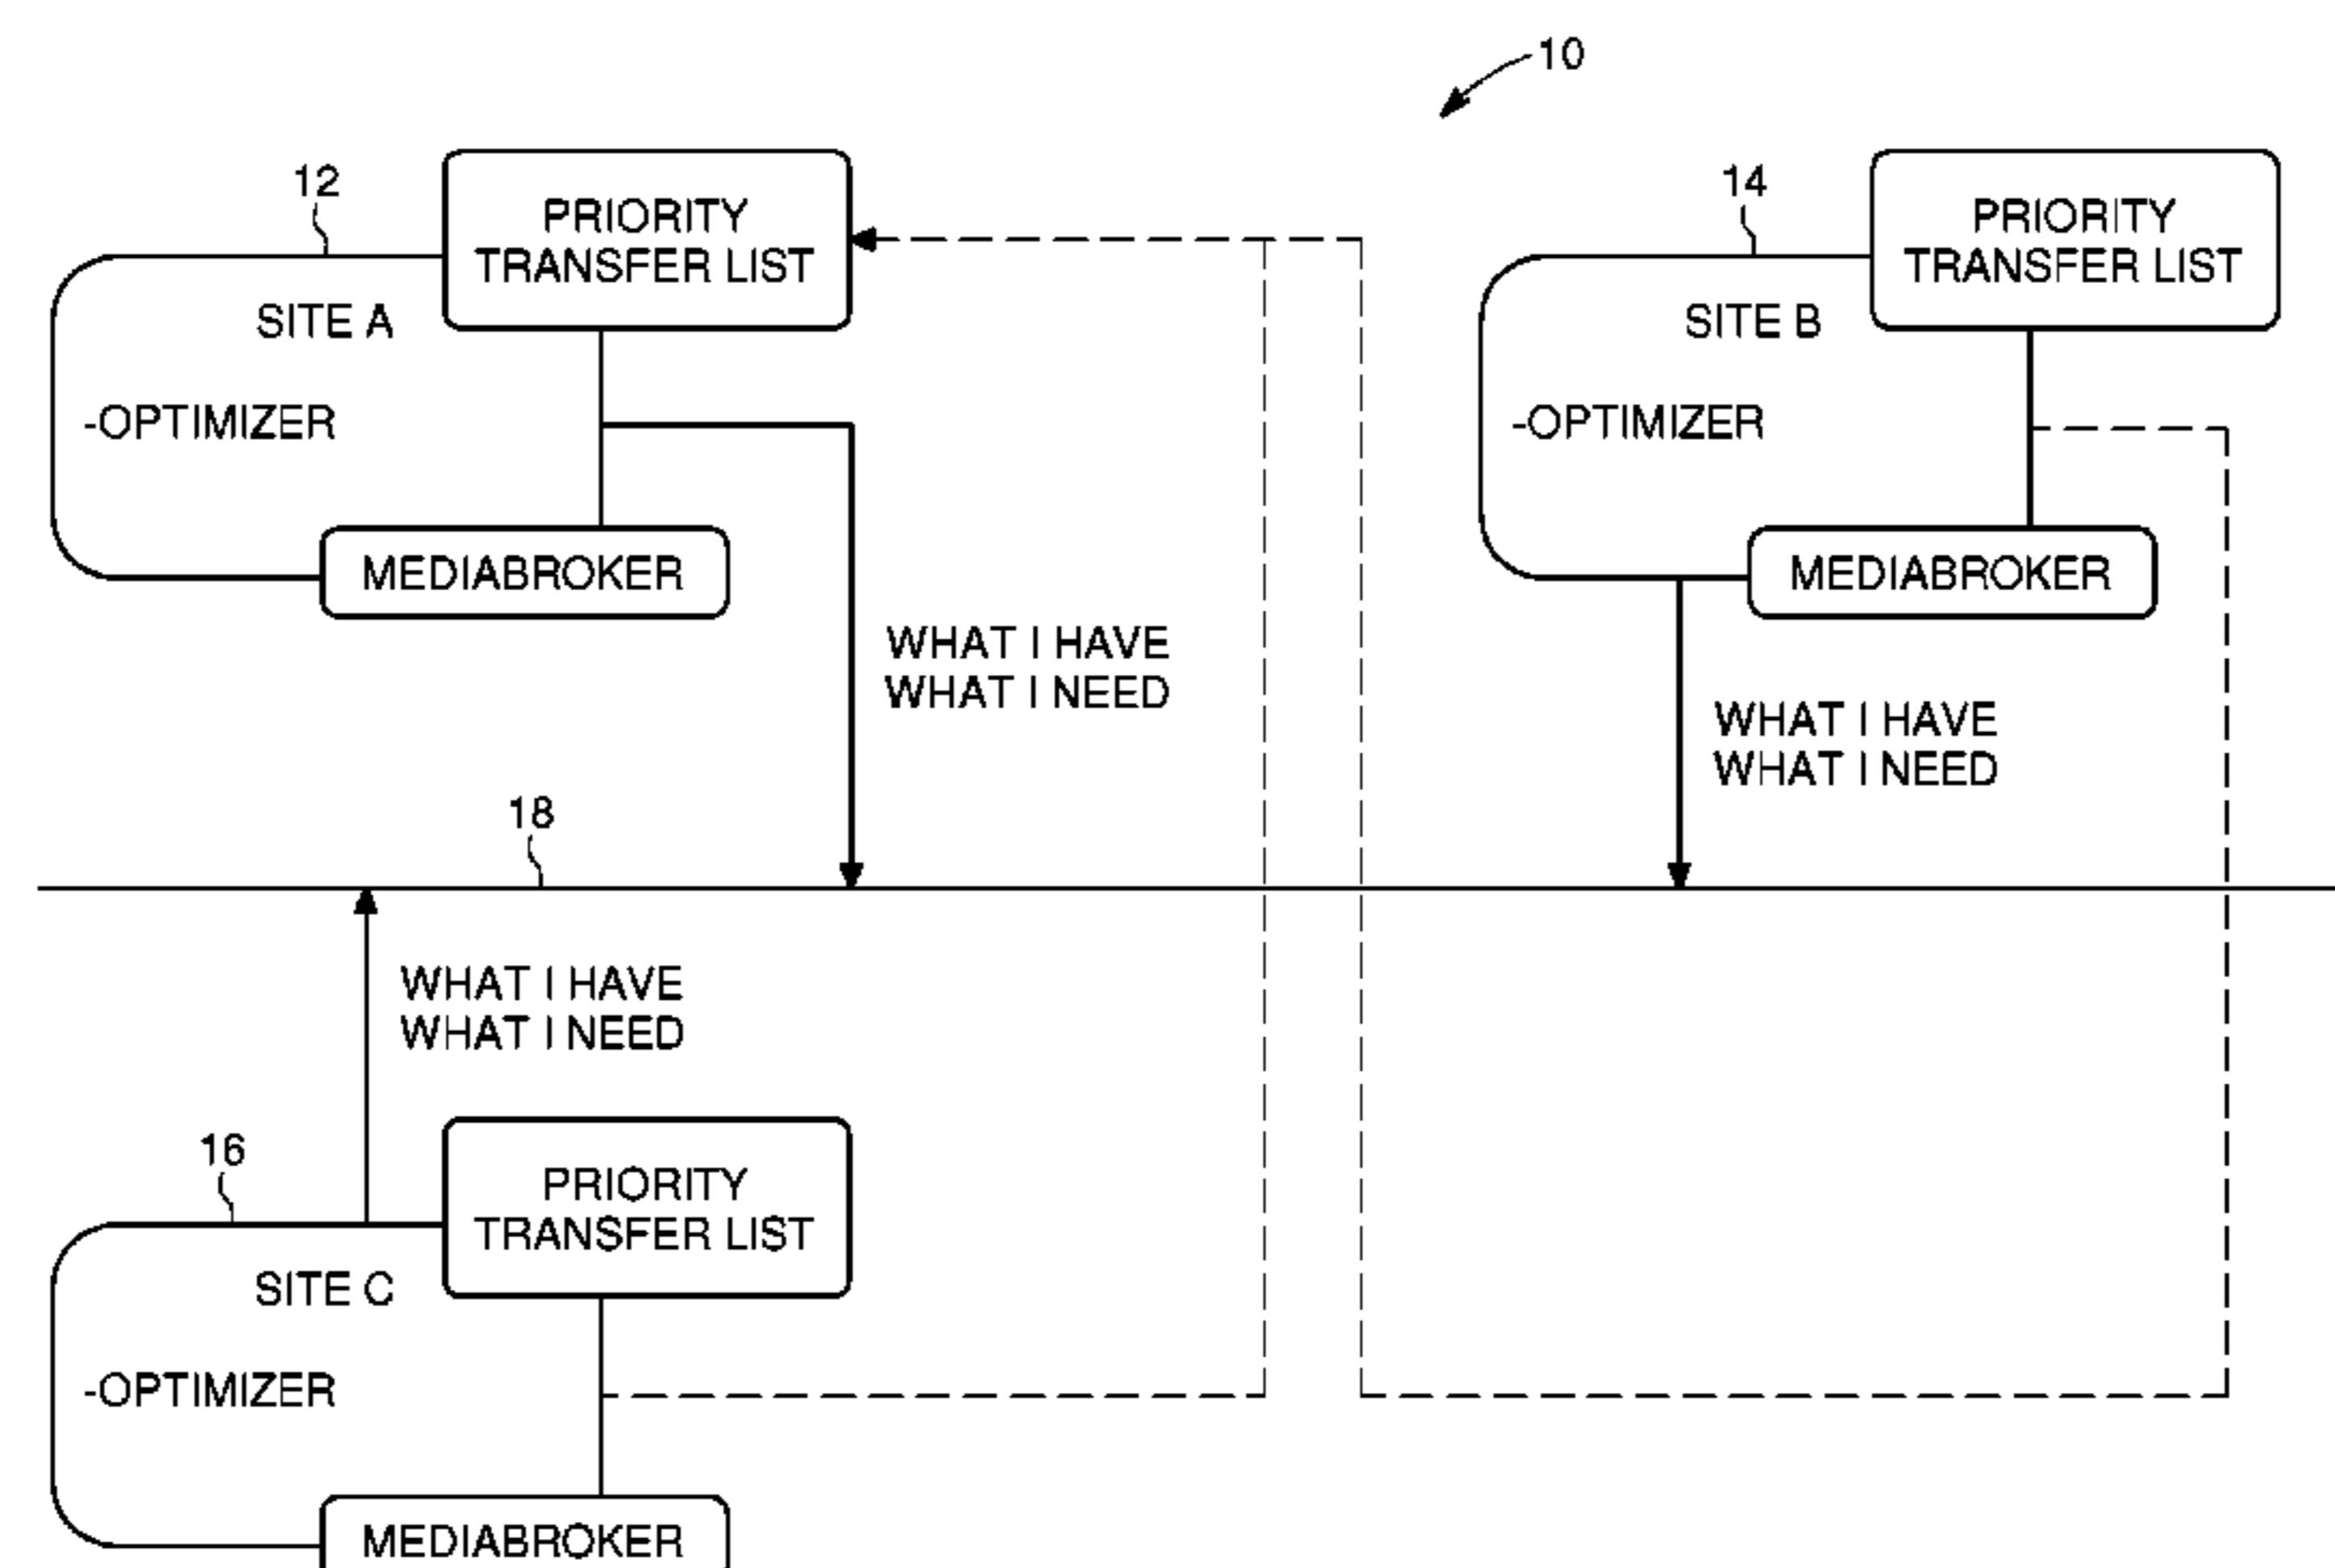 10
12
PRIORITY
TRANSFER LIST
SITE A
-OPTIMIZER
MEDIABROKER
WHAT I HAVE
WHAT I NEED
14
PRIORITY
TRANSFER LIST
SITE B
-OPTIMIZER
MEDIABROKER
WHAT I HAVE
WHAT I NEED
18
WHAT I HAVE
WHAT I NEED
16
PRIORITY
TRANSFER LIST
SITE C
-OPTIMIZER
MEDIABROKER